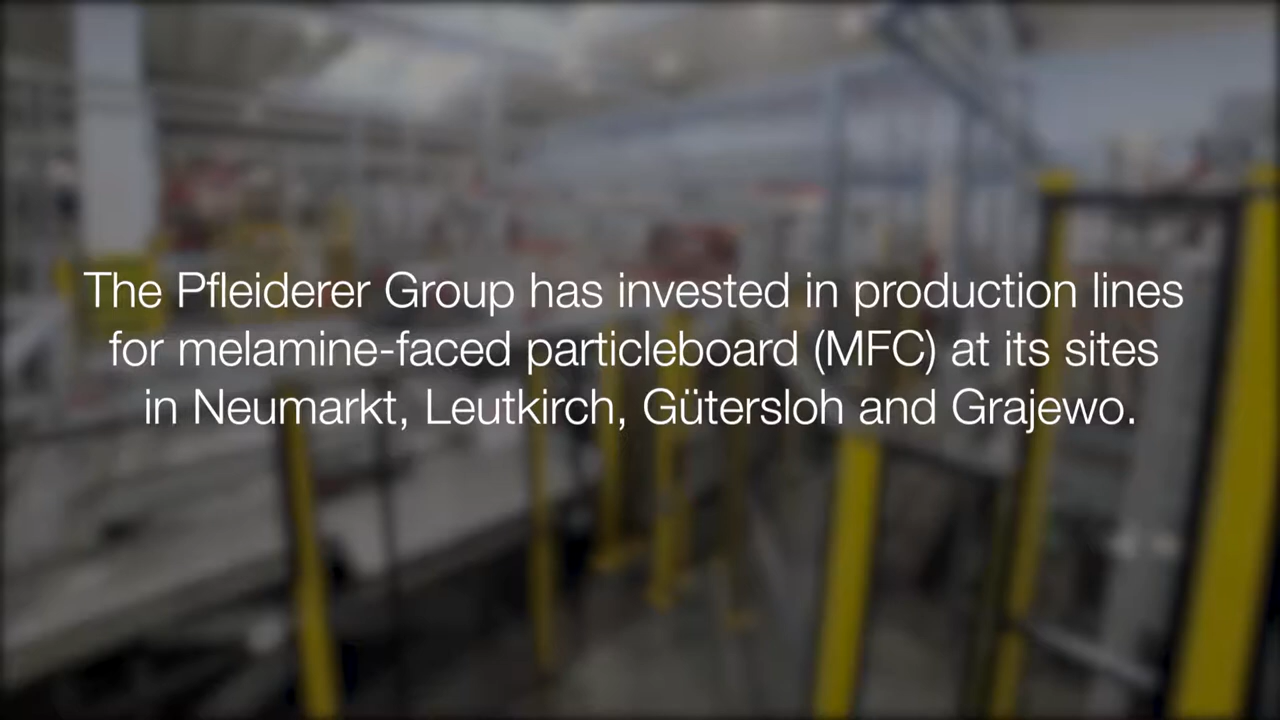 The Pfleiderer Group has invested in production lines
for melamine-faced particleboard (MFC) at its sites
in Neumarkt, Leutkirch, Gütersloh and Grajewo.